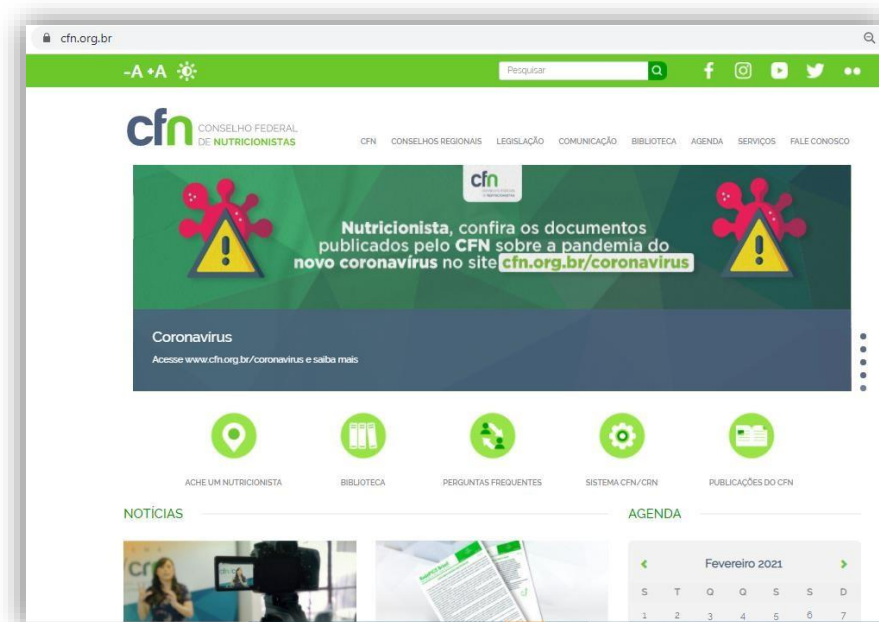 cfn.org.br
-A +A
Pesquisar
cfn CONSELHO FEDERAL
DE NUTRICIONISTAS
CFN CONSELHOS REGIONAIS LEGISLAÇÃO COMUNICAÇÃO BIBLIOTECA AGENDA SERVIÇOS FALE CONOSCO
cfn
Nutricionista, confira os documentos
publicados pelo CFN sobre a pandemia do
novo coronavírus no site cfn.org.br/coronavirus
Coronavírus
Acesse www.cfn.org.br/coronavirus e saiba mais
ACHE UM NUTRICIONISTA BIBLIOTECA PERGUNTAS FREQUENTES SISTEMA CFN/CRN PUBLICAÇÕES DO CFN
NOTÍCIAS AGENDA
Fevereiro 2021
S T Q Q S S D
1 2 3 4 5 6 7